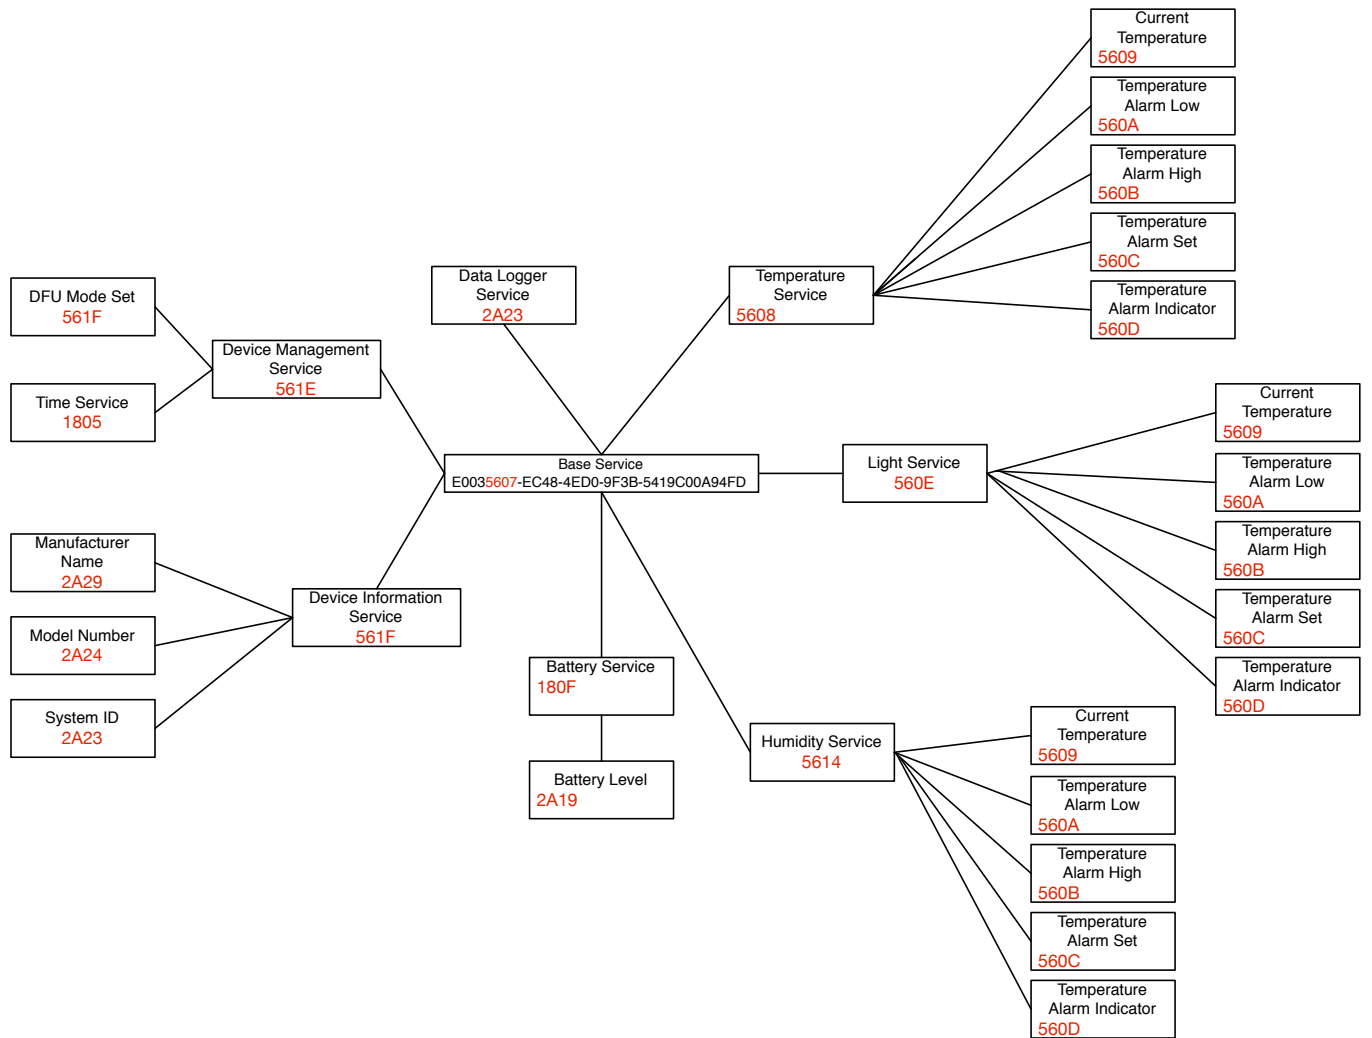 Current
Temperature
5609
Temperature
Alarm Low
560A
Temperature
Alarm High
560B
Temperature
Alarm Set
560C
Temperature
Alarm Indicator
560D
Temperature
Service
5608
Data Logger
Service
2A23
DFU Mode Set
561F
Device Management
Service
561E
Time Service
1805
Base Service
E0035607-EC48-4ED0-9F3B-5419C00A94FD
Light Service
560E
Current
Temperature
5609
Temperature
Alarm Low
560A
Temperature
Alarm High
560B
Temperature
Alarm Set
560C
Temperature
Alarm Indicator
560D
Manufacturer
Name
2A29
Model Number
2A24
System ID
2A23
Device Information
Service
561F
Battery Service
180F
Battery Level
2A19
Humidity Service
5614
Current
Temperature
5609
Temperature
Alarm Low
560A
Temperature
Alarm High
560B
Temperature
Alarm Set
560C
Temperature
Alarm Indicator
560D